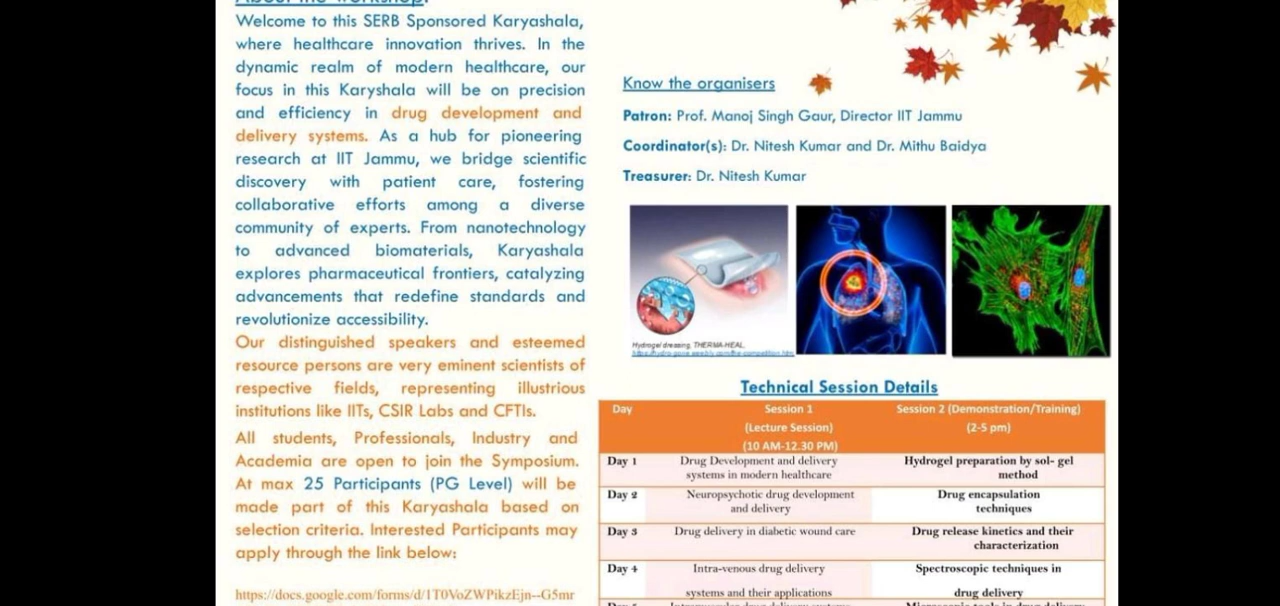 About the workshop:
Welcome to this SERB Sponsored Karyashala,
where healthcare innovation thrives. In the
dynamic realm of modern healthcare, our
focus in this Karyshala will be on precision
and efficiency in drug development and
delivery systems. As a hub for pioneering
research at IIT Jammu, we bridge scientific
discovery with patient care, fostering
collaborative efforts among a diverse
community of experts. From nanotechnology
to advanced biomaterials, Karyashala
explores pharmaceutical frontiers, catalyzing
advancements that redefine standards and
revolutionize accessibility.
Our distinguished speakers and esteemed
resource persons are very eminent scientists of
respective fields, representing illustrious
institutions like IITs, CSIR Labs and CFTIs.
All students, Professionals, Industry and
Academia are open to join the Symposium.
At max 25 Participants (PG Level) will be
made part of this Karyashala based on
selection criteria. Interested Participants may
apply through the link below:
https://docs.google.com/forms/d/1T0VoZWPikzEjn--G5mr
Know the organisers
Patron: Prof. Manoj Singh Gaur, Director IIT Jammu
Coordinator(s): Dr. Nitesh Kumar and Dr. Mithu Baidya
Treasurer: Dr. Nitesh Kumar
Hydrogel dressing, THERMA-HEAL,
Technical Session Details
Day Session 1 Session 2 (Demonstration/Training)
(Lecture Session) (2-5 pm)
(10 AM-12.30 PM)
Day 1 Drug Development and delivery Hydrogel preparation by sol- gel
systems in modern healthcare method
Day 2 Neuropsychotic drug development Drug encapsulation
and delivery techniques
Day 3 Drug delivery in diabetic wound care Drug release kinetics and their
characterization
Day 4 Intra-venous drug delivery Spectroscopic techniques in
systems and their applications drug delivery